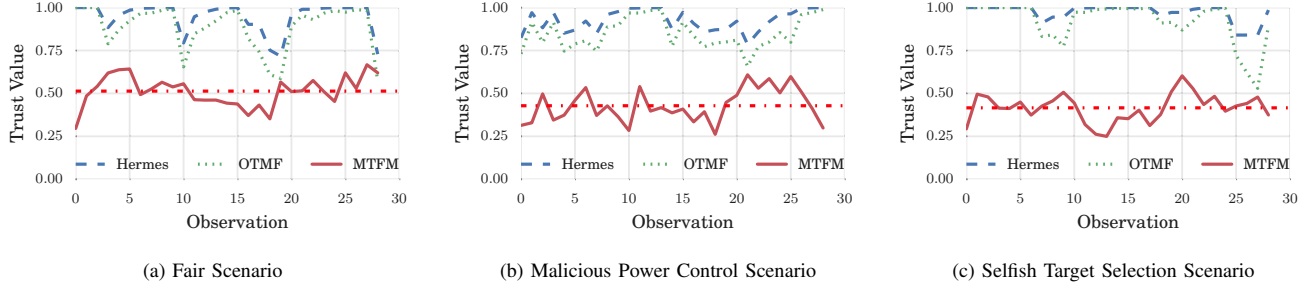 Trust Value
1.00
0.75
0.50
0.25
0.00
Hermes OTMF MTFM
0 5 10 15 20 25 30
Observation
(a) Fair Scenario
Trust Value
1.00
0.75
0.50
0.25
0.00
Hermes OTMF MTFM
0 5 10 15 20 25 30
Observation
(b) Malicious Power Control Scenario
Trust Value
1.00
0.75
0.50
0.25
0.00
Hermes OTMF MTFM
0 5 10 15 20 25 30
Observation
(c) Selfish Target Selection Scenario